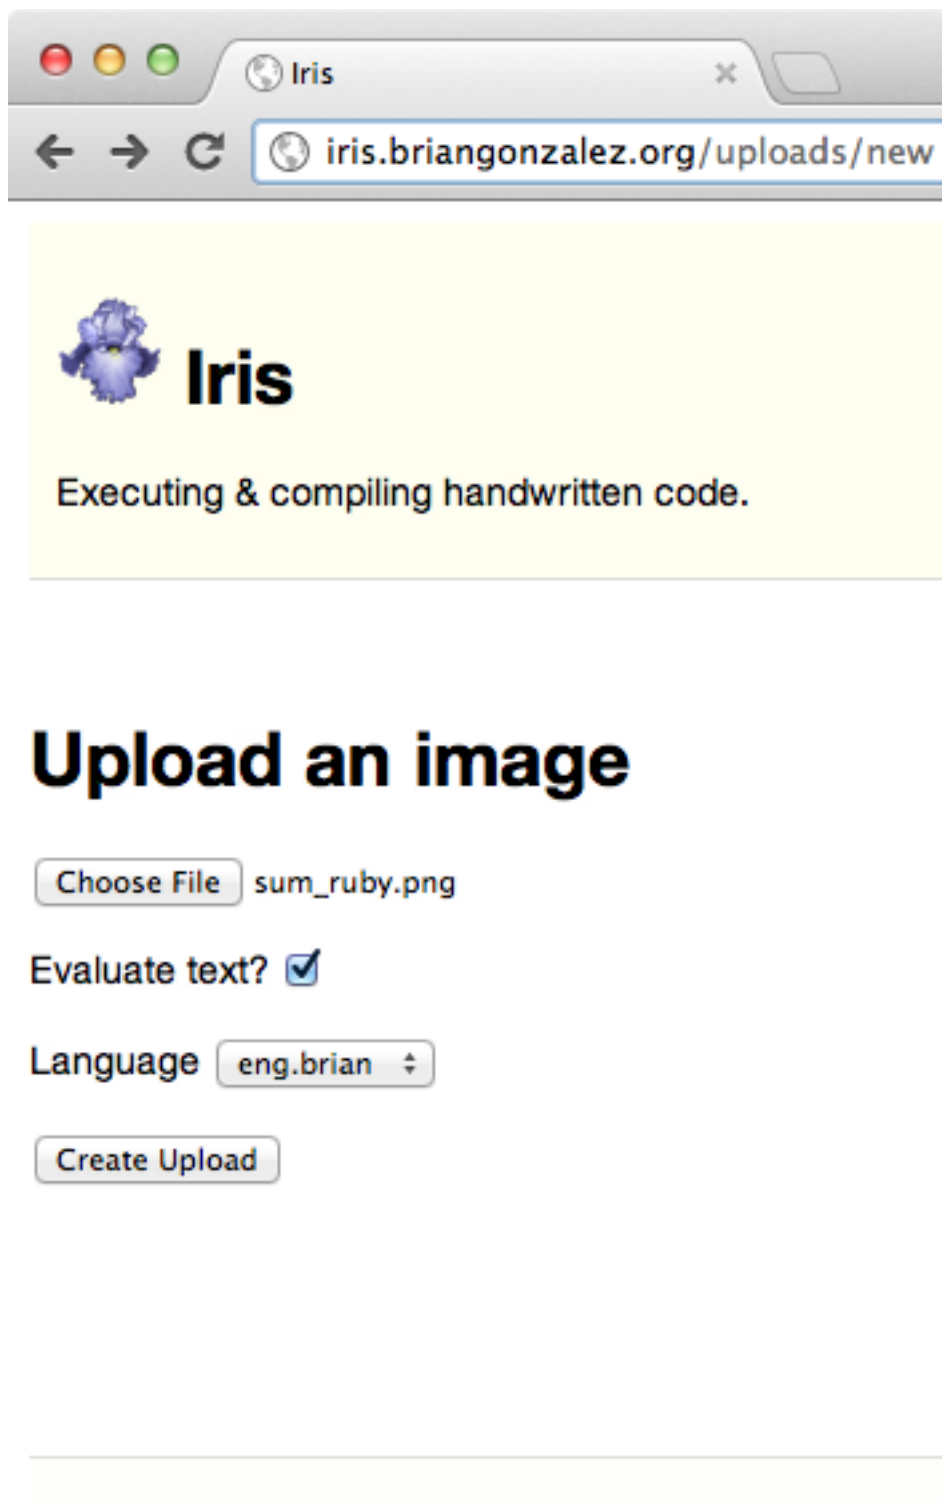 Iris
iris.briangonzalez.org/uploads/new
Iris
Executing & compiling handwritten code.
Upload an image
Choose File sum_ruby.png
Evaluate text?
Language eng.brian
Create Upload